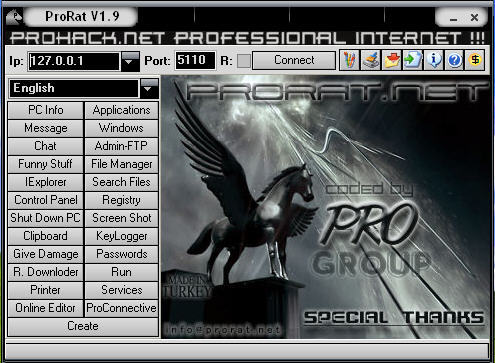 ProRat V1.9
PROHACK.NET PROFESSIONAL INTERNET !!!
Ip: 127.0.0.1 Port: 5110 R: Connect
English
PRORAT.NET
PC Info Applications
Message Windows
Chat Admin-FTP
Funny Stuff File Manager
IExplorer Search Files
Control Panel Registry
Shut Down PC Screen Shot
Clipboard KeyLogger
Give Damage Passwords
R. Downloder Run
Printer Services
Online Editor ProConnective
Create
coded by
PRO
GROUP
MADE IN
TURKEY
SPECIAL THANKS
info@prorat.net